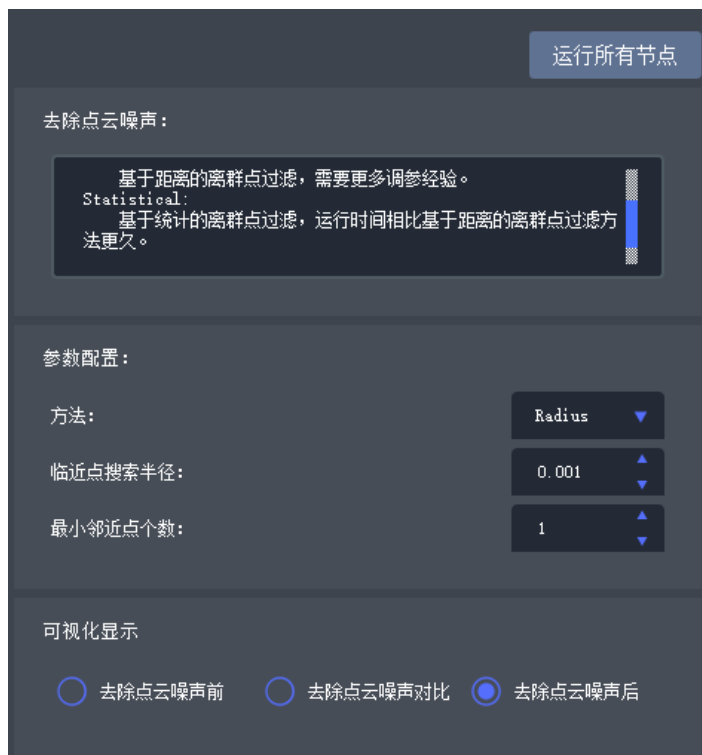 运行所有节点
去除点云噪声:
基于距离的离群点过滤，需要更多调参经验。
Statistical:
基于统计的离群点过滤，运行时间相比基于距离的离群点过滤方
法更久。
参数配置:
方法:
Radius
临近点搜索半径:
0.001
最小邻近点个数:
1
可视化显示
去除点云噪声前
去除点云噪声对比
去除点云噪声后